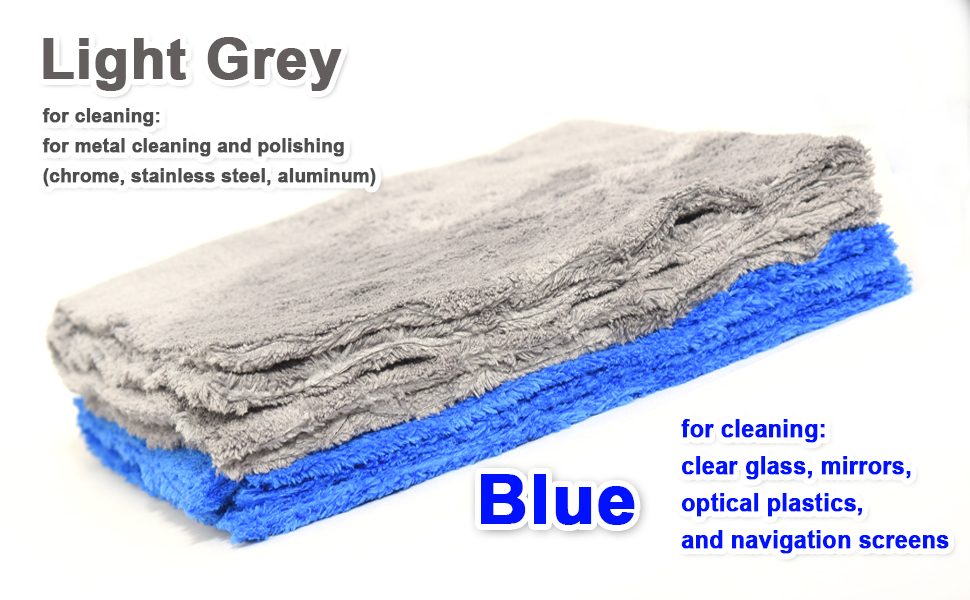 Light Grey
for cleaning:
for metal cleaning and polishing
(chrome, stainless steel, aluminum)
Blue
for cleaning:
clear glass, mirrors,
optical plastics,
and navigation screens